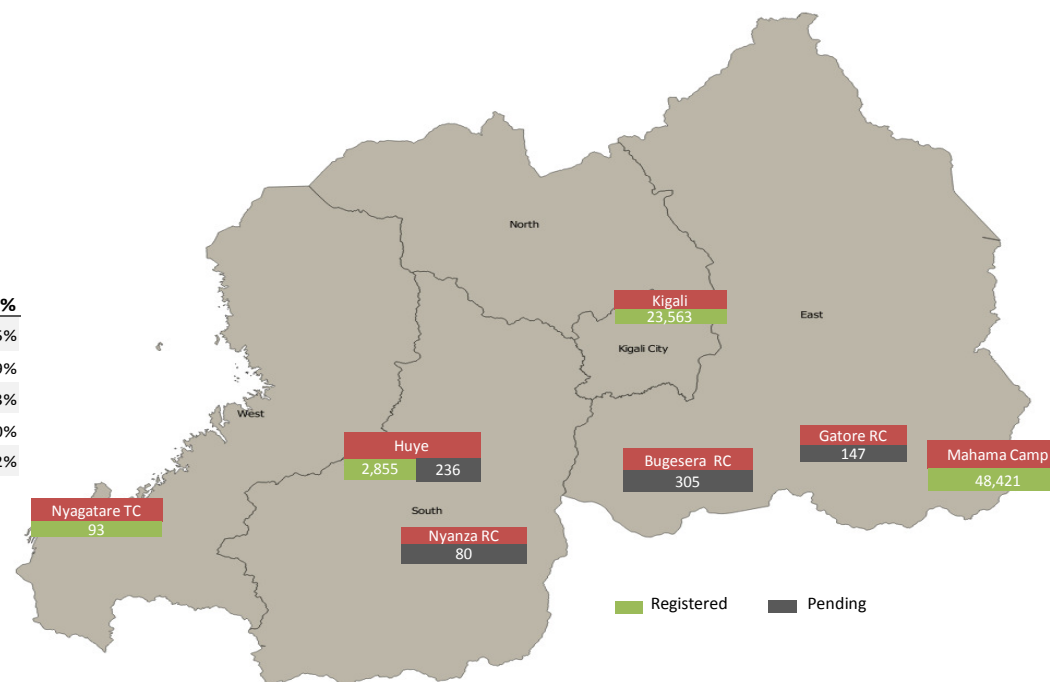 North
%
Kigali
23,563
East
Kigali City
West
Huye
2,855 236
Gatore RC
147
Bugesera RC
305
Mahama Camp
48,421
Nyagatare TC
93
South
Nyanza RC
80
Registered Pending